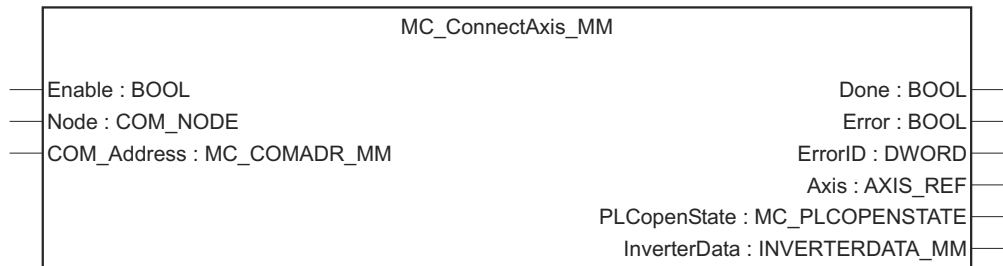 MC_ConnectAxis_MM
Enable : BOOL
Done : BOOL
Node : COM_NODE
Error : BOOL
COM_Address : MC_COMADR_MM
ErrorID : DWORD
Axis : AXIS_REF
PLCopenState : MC_PLCOPENSTATE
InverterData : INVERTERDATA_MM